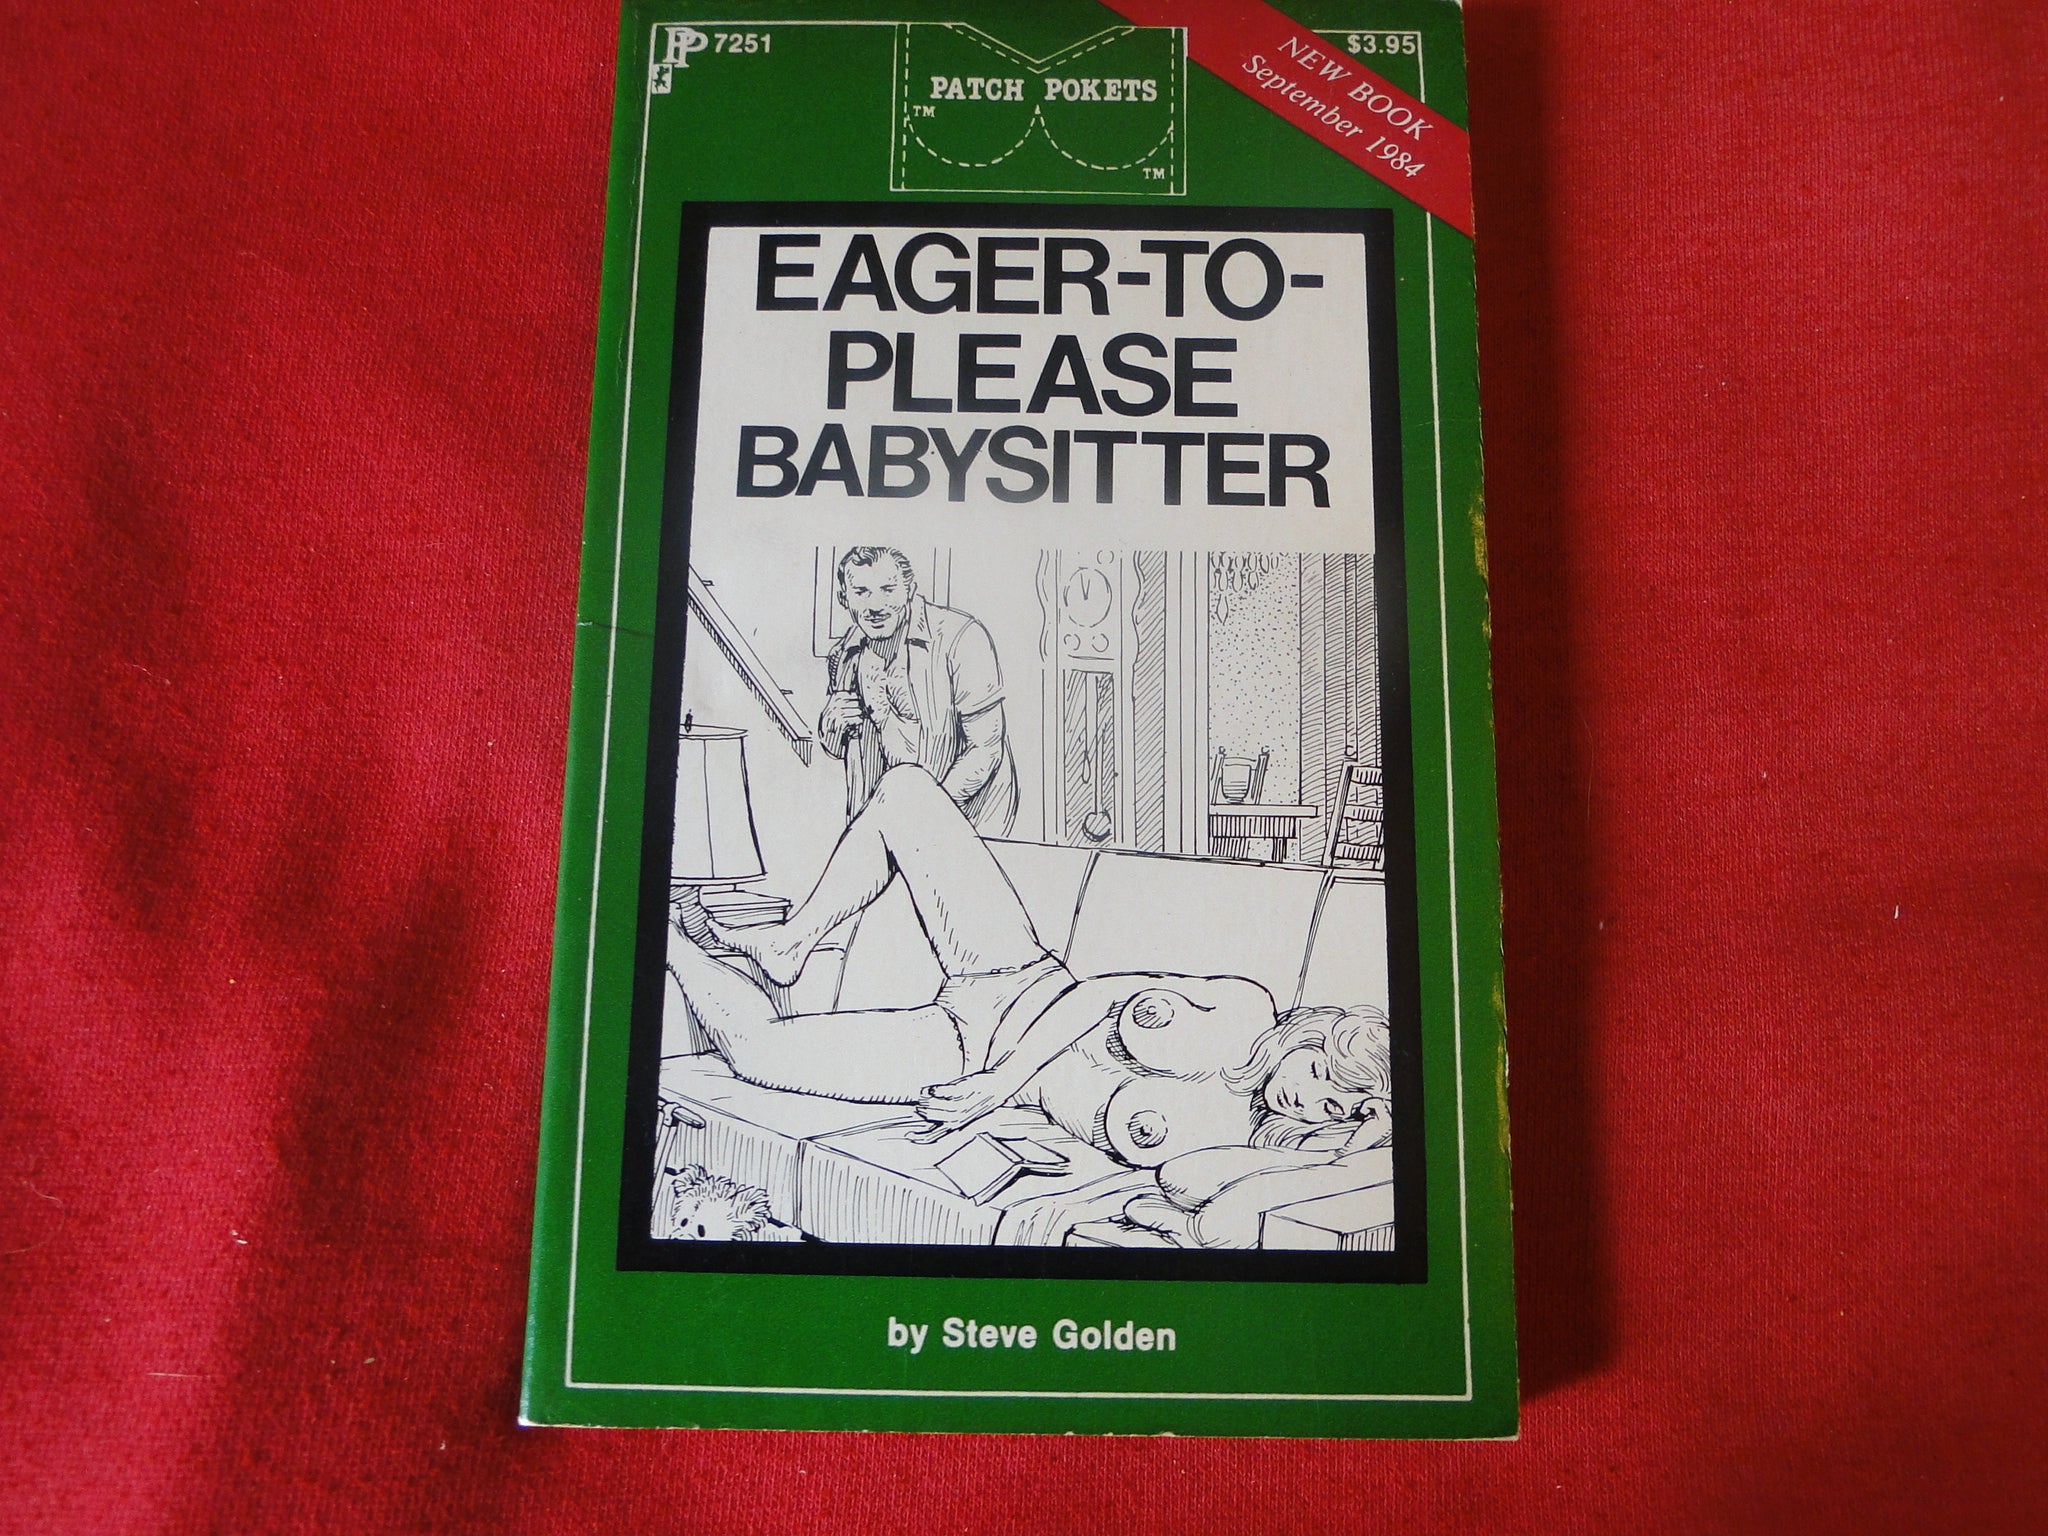 PP 7251
PATCH POKETS
TM
TM
$3.95
NEW BOOK
September 1984
EAGER-TO-
PLEASE
BABYSITTER
by Steve Golden